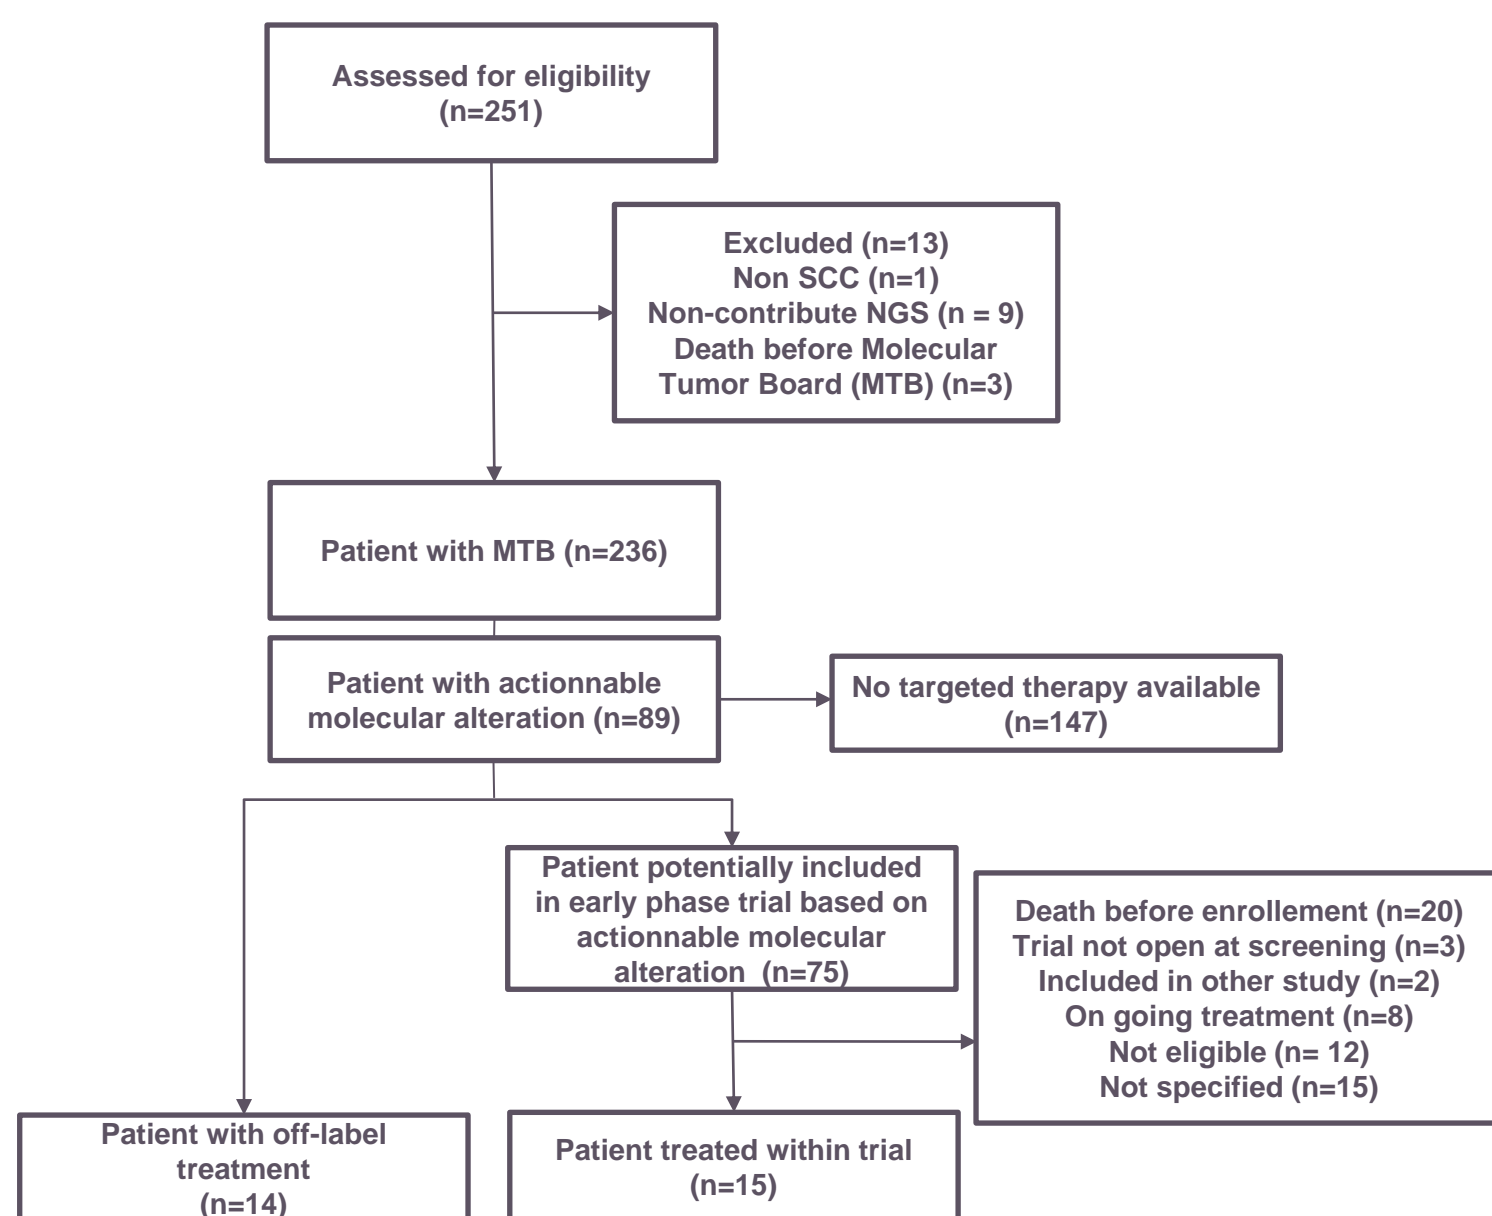 Assessed for eligibility
(n=251)
Excluded (n=13)
Non SCC (n=1)
Non-contribute NGS (n = 9)
Death before Molecular
Tumor Board (MTB) (n=3)
Patient with MTB (n=236)
Patient with actionnable
molecular alteration (n=89)
No targeted therapy available
(n=147)
Patient potentially included
in early phase trial based on
actionnable molecular
alteration (n=75)
Death before enrollement (n=20)
Trial not open at screening (n=3)
Included in other study (n=2)
On going treatment (n=8)
Not eligible (n= 12)
Not specified (n=15)
Patient with off-label
treatment
(n=14)
Patient treated within trial
(n=15)